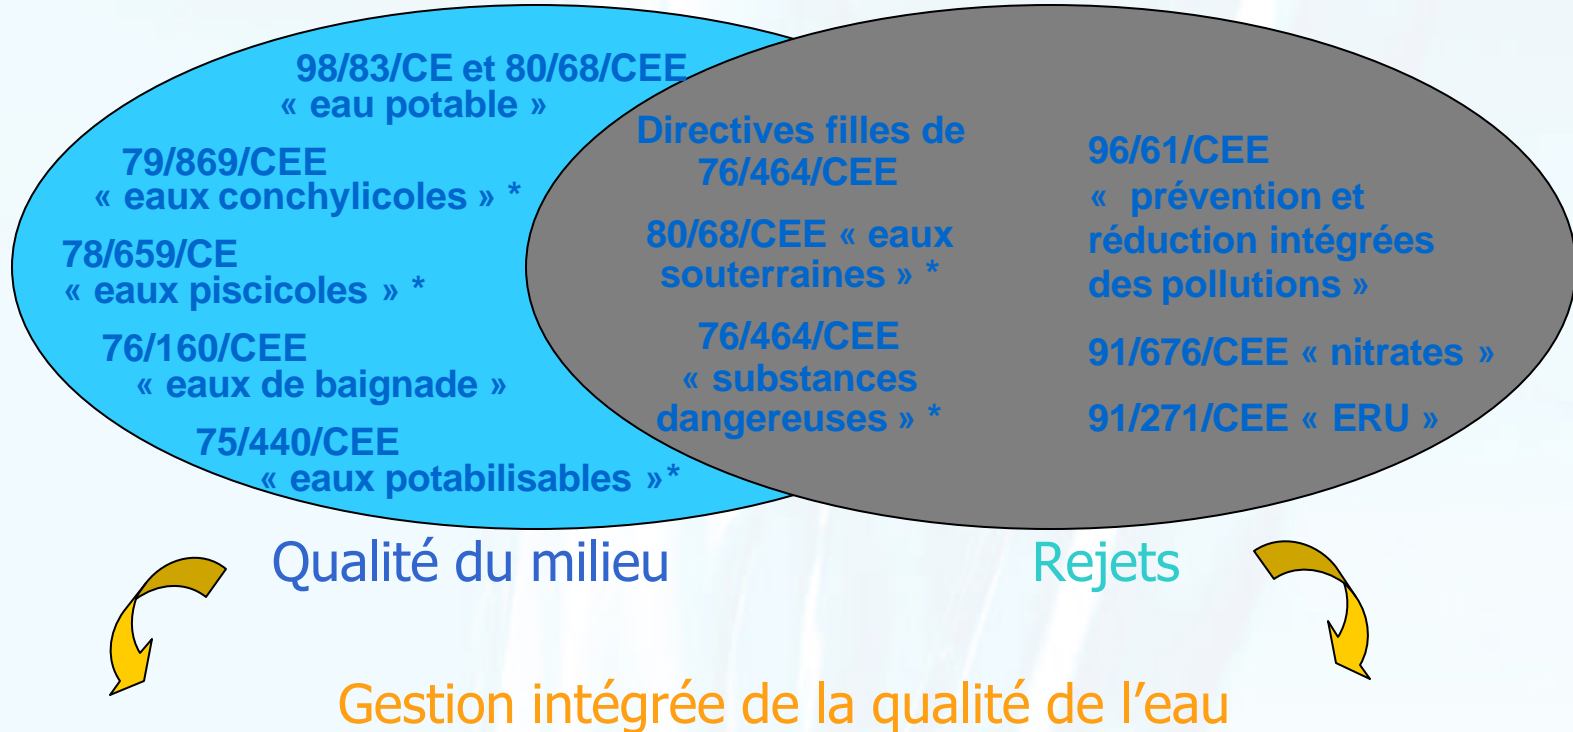 98/83/CE et 80/68/CEE
« eau potable »
79/869/CEE
« eaux conchylicoles » *
78/659/CE
« eaux piscicoles » *
76/160/CEE
« eaux de baignade »
75/440/CEE
« eaux potabilisables »*
Directives filles de
76/464/CEE
80/68/CEE « eaux
souterraines » *
76/464/CEE
« substances
dangereuses » *
96/61/CEE
« prévention et
réduction intégrées
des pollutions »
91/676/CEE « nitrates »
91/271/CEE « ERU »
Qualité du milieu
Rejets
Gestion intégrée de la qualité de l’eau